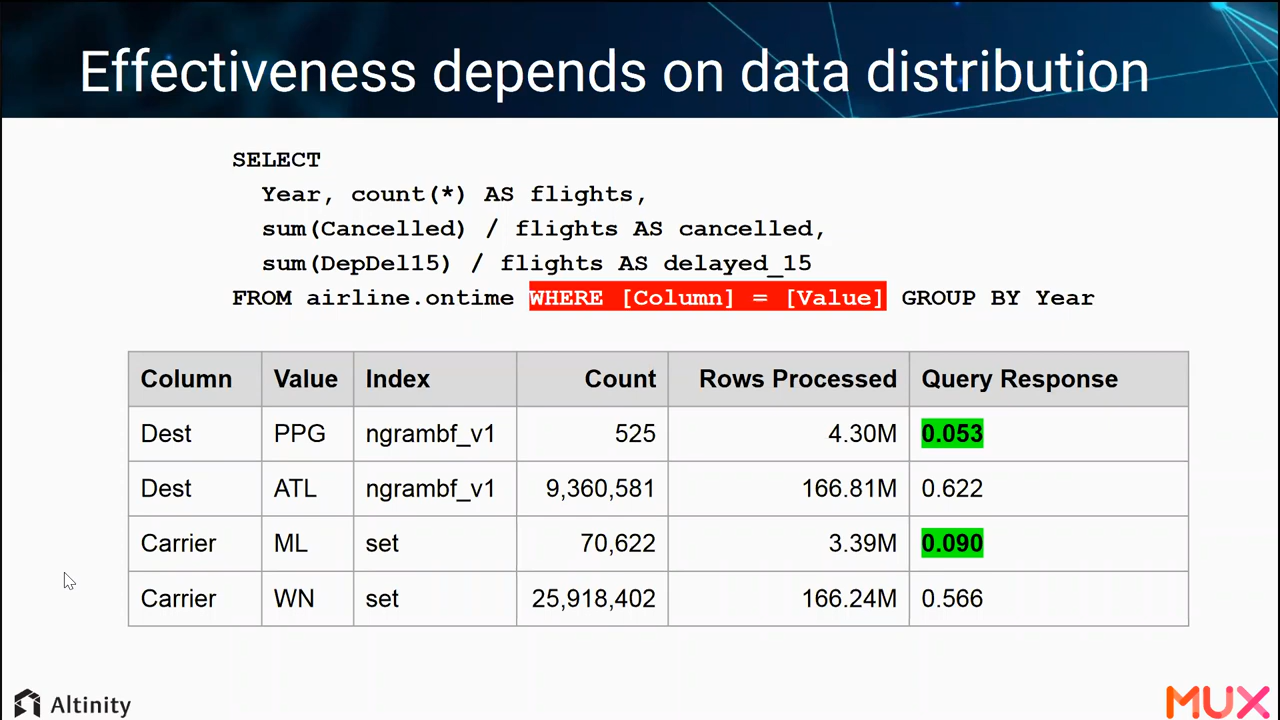 Effectiveness depends on data distribution
SELECT
Year, count(*) AS flights,
sum(Cancelled) / flights AS cancelled,
sum(DepDel15) / flights AS delayed_15
FROM airline.ontime WHERE [Column] = [Value] GROUP BY Year
Column Value Index Count Rows Processed Query Response
Dest PPG ngrambf_v1 525 4.30M 0.053
Dest ATL ngrambf_v1 9,360,581 166.81M 0.622
Carrier ML set 70,622 3.39M 0.090
Carrier WN set 25,918,402 166.24M 0.566
Altinity
MUX